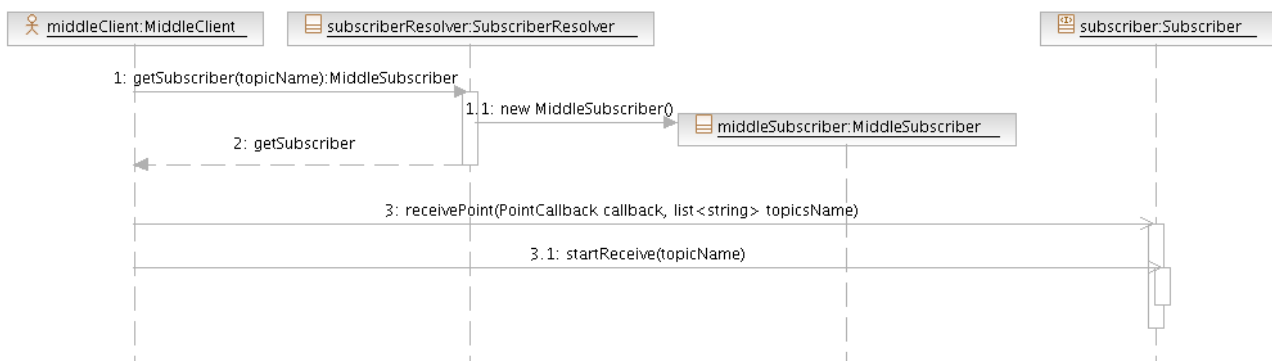 middleClient:MiddleClient
subscriberResolver:SubscriberResolver
subscriber:Subscriber
1: getSubscriber(topicName):MiddleSubscriber
1.1: new MiddleSubscriber()
middleSubscriber:MiddleSubscriber
2: getSubscriber
3: receivePoint(PointCallback callback, list<string> topicsName)
3.1: startReceive(topicName)